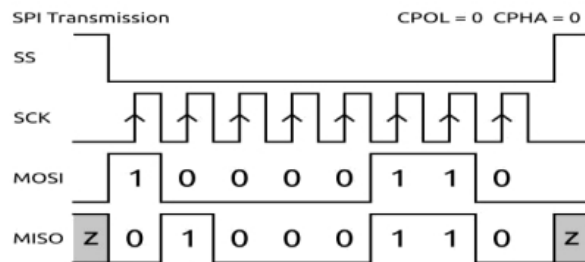 SPI Transmission CPOL = 0 CPHA = 0
SS
SCK
MOSI 1 0 0 0 0 1 1 0
MISO Z 0 1 0 0 0 1 1 0 Z